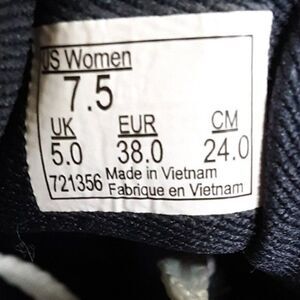 US Women
7.5
UK EUR CM
5.0 38.0 24.0
721356 Made in Vietnam
Fabrique en Vietnam